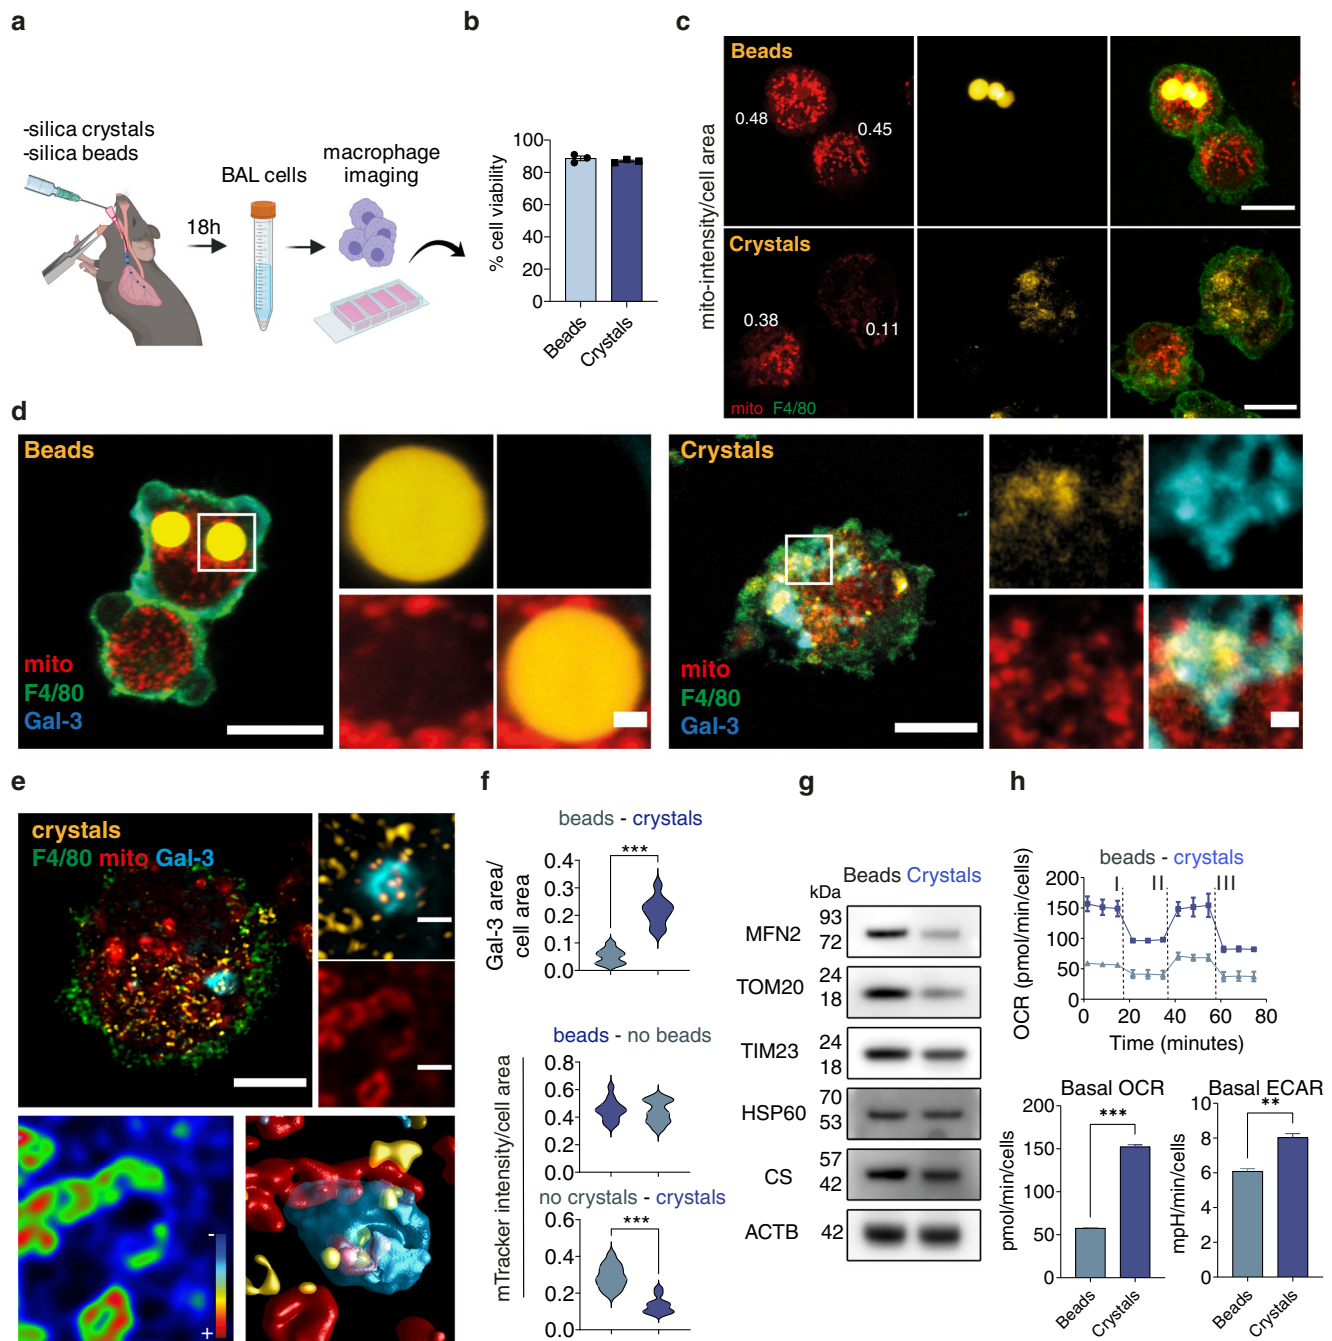 a
-silica crystals
-silica beads
18h
BAL cells
macrophage
imaging
b
% cell viability
100
80
60
40
20
0
Beads
Crystals
c
mito-intensity/cell area
Beads
0.48
0.45
Crystals
0.38
0.11
mito F4/80
d
Beads
mito
F4/80
Gal-3
Crystals
mito
F4/80
Gal-3
e
crystals
F4/80 mito Gal-3
-
+
f
beads - crystals
Gal-3 area/
cell area
0.4
0.3
0.2
0.1
0.0
***
mTracker intensity/cell area
beads - no beads
0.8
0.6
0.4
0.2
0.0
no crystals - crystals
0.6
0.4
0.2
0
***
g
Beads Crystals
kDa
MFN2
93
72
TOM20
24
18
TIM23
24
18
HSP60
70
53
CS
57
42
ACTB
42
h
beads - crystals
OCR (pmol/min/cells)
200
150
100
50
0
I
II
III
0 20 40 60 80
Time (minutes)
Basal OCR
pmol/min/cells
200
150
100
50
0
***
Beads
Crystals
Basal ECAR
mpH/min/cells
10
8
6
4
2
0
**
Beads
Crystals